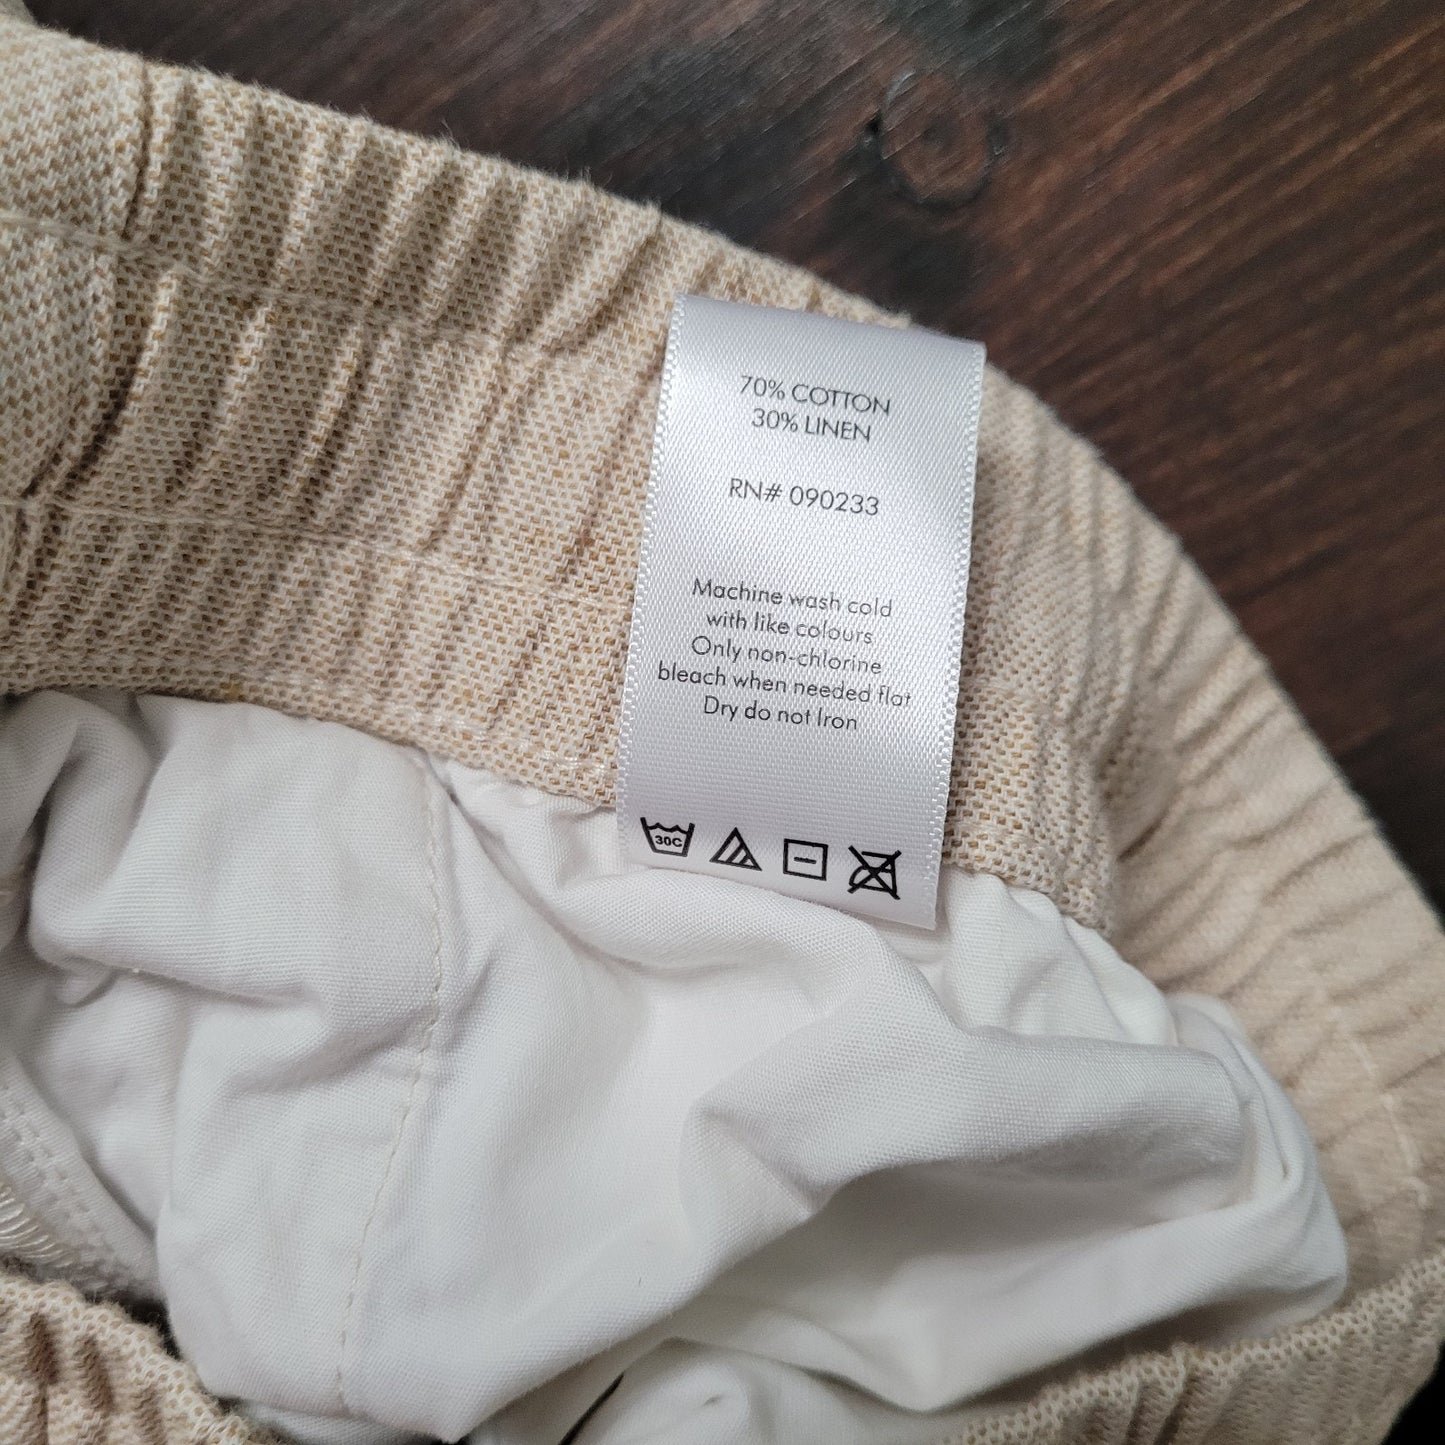 70% COTTON
30% LINEN
RN# 090233
Machine wash cold
with like colours
Only non-chlorine
bleach when needed flat
Dry do not Iron
30C